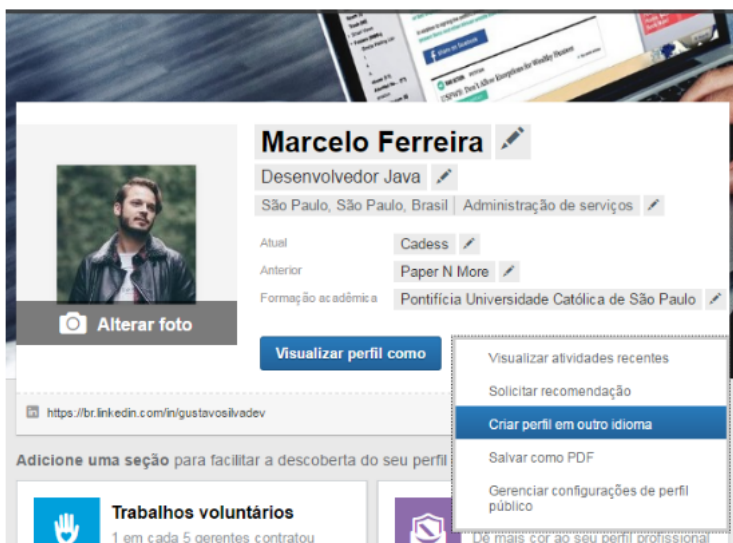 Marcelo Ferreira
Desenvolvedor Java
São Paulo, São Paulo, Brasil | Administração de serviços
Atual Cadess
Anterior Paper N More
Formação acadêmica Pontifícia Universidade Católica de São Paulo
Alterar foto
Visualizar perfil como
Visualizar atividades recentes
Solicitar recomendação
Criar perfil em outro idioma
Salvar como PDF
Gerenciar configurações de perfil
público
https://br.linkedin.com/in/gustavosilvadev
Adicione uma seção para facilitar a descoberta do seu perfil
Trabalhos voluntários
1 em cada 5 gerentes contratou
Dê mais cor ao seu perfil profissional